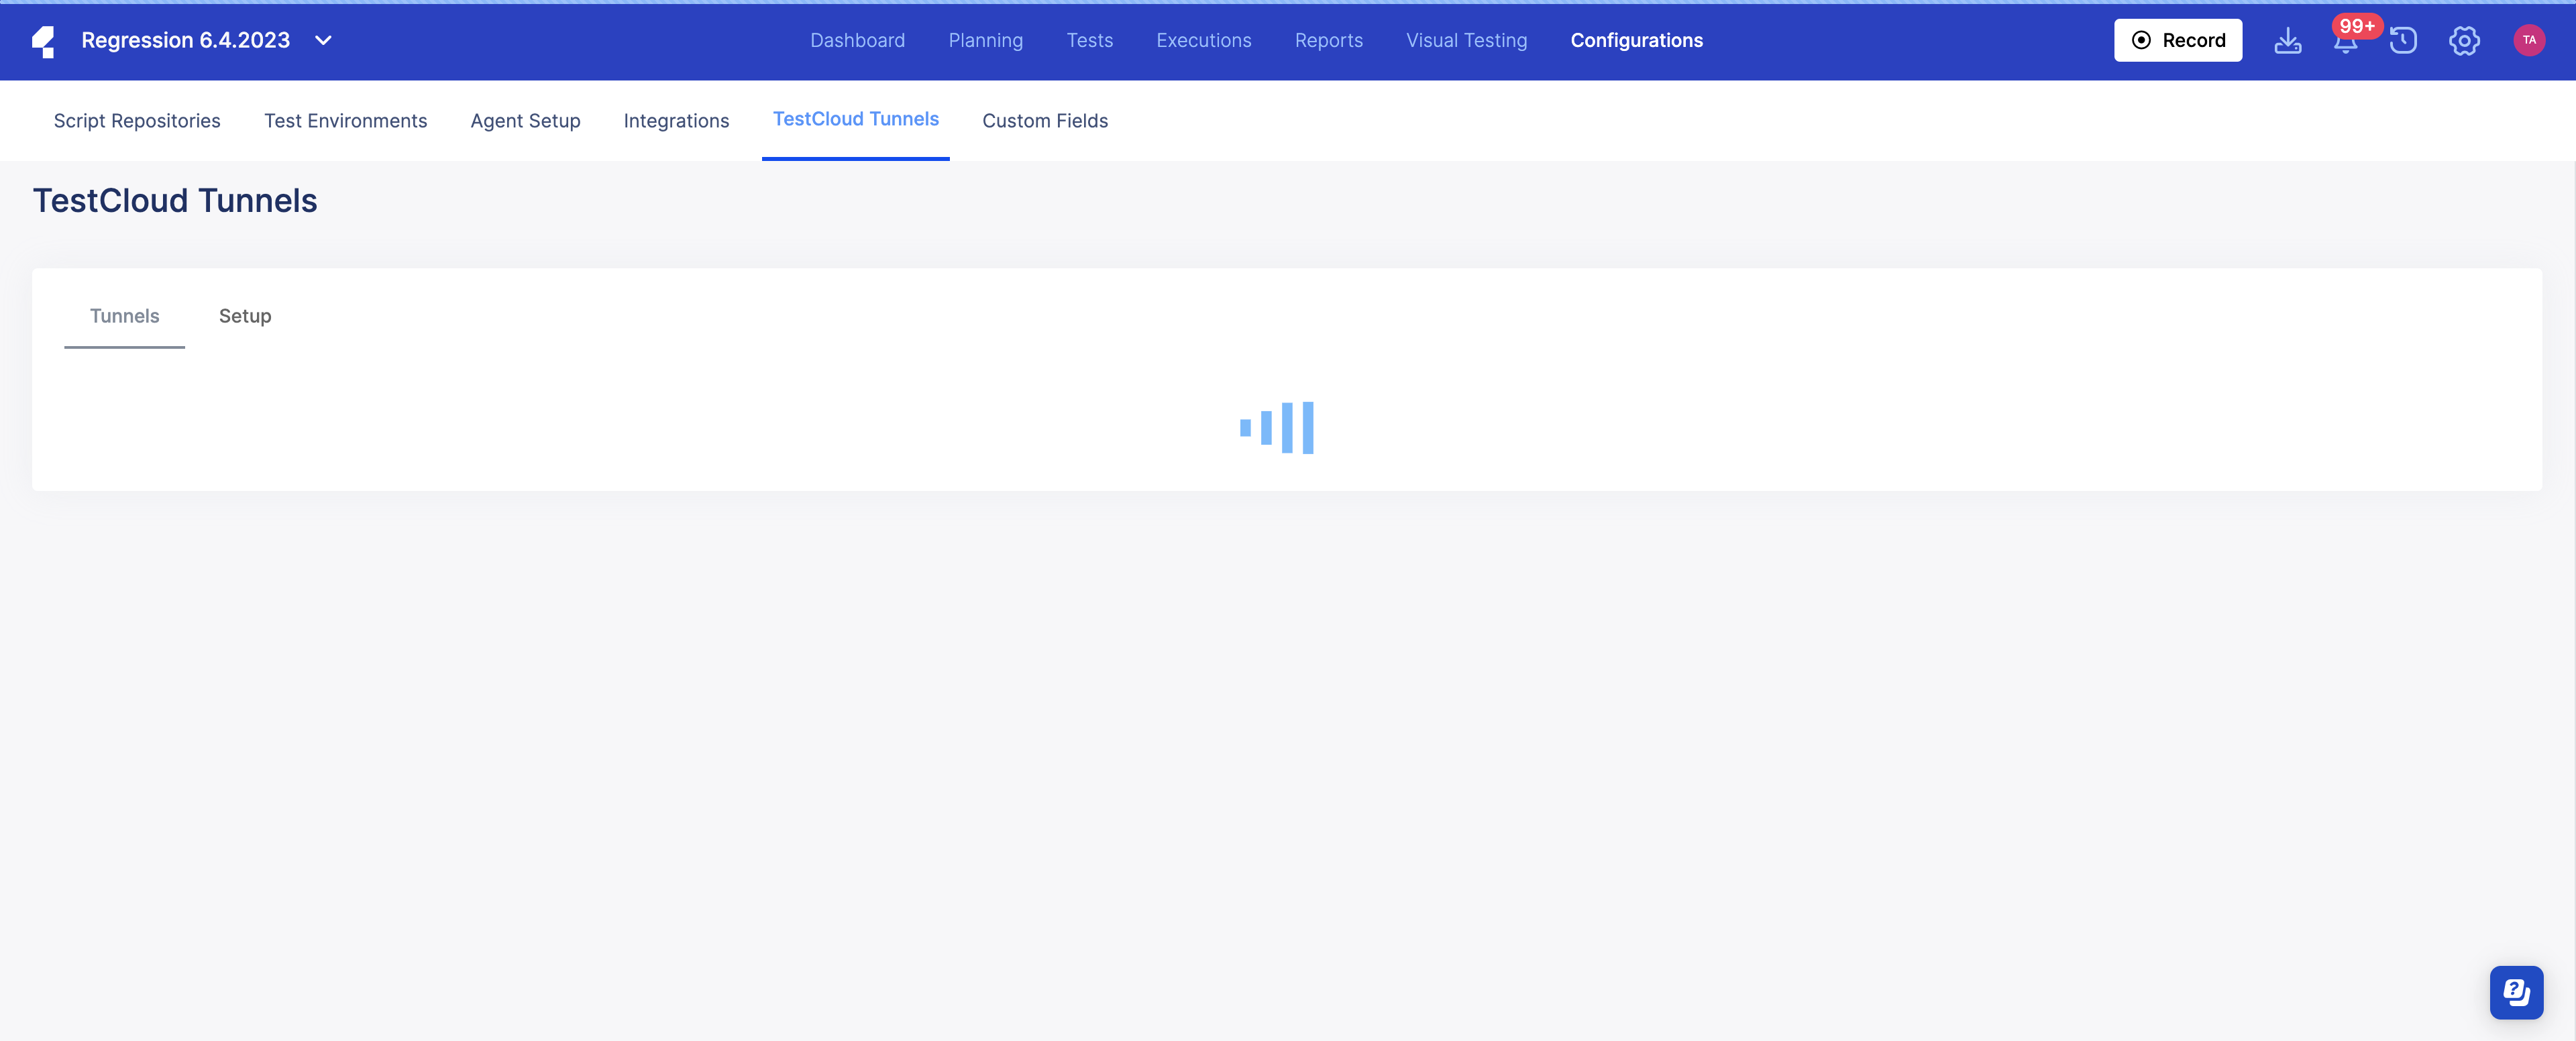 Regression 6.4.2023
Dashboard Planning Tests Executions Reports Visual Testing Configurations
Record
99+
TA
Script Repositories Test Environments Agent Setup Integrations TestCloud Tunnels Custom Fields
TestCloud Tunnels
Tunnels Setup
?